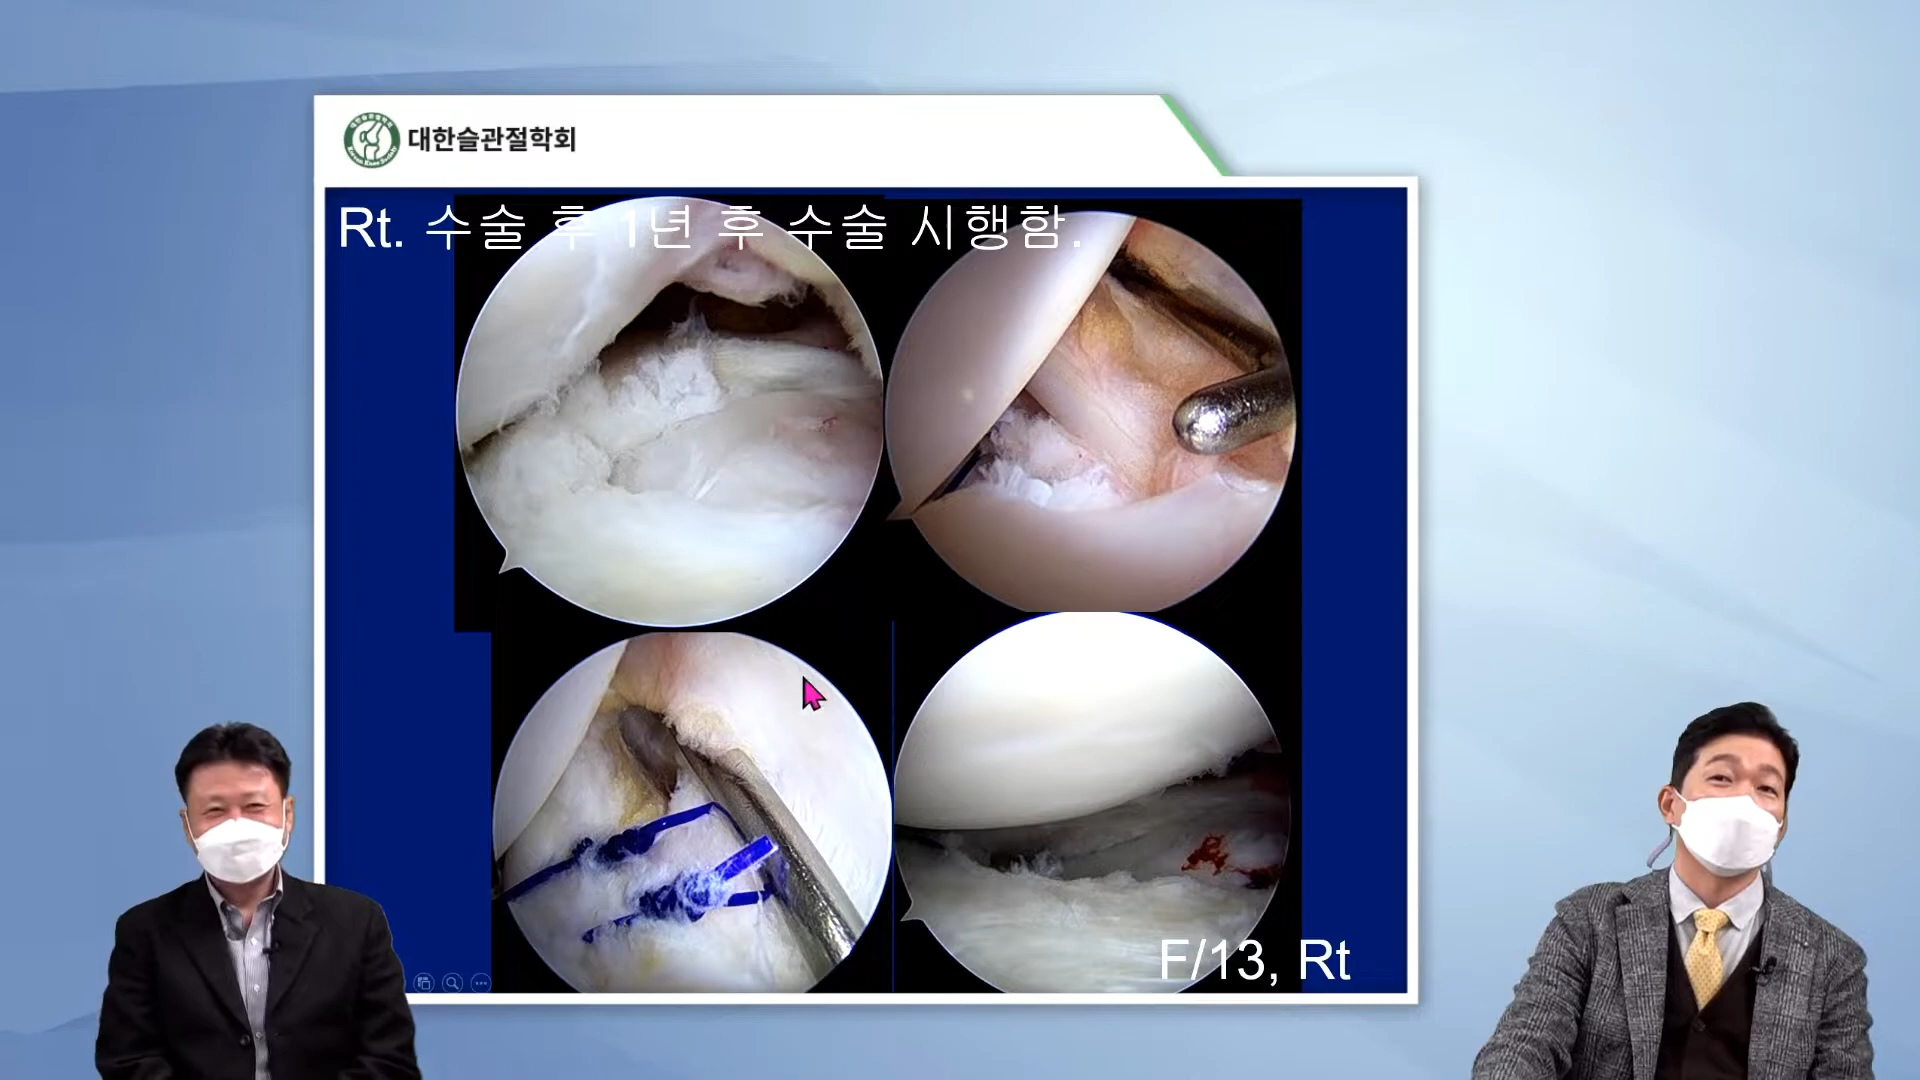 대한슬관절학회
Rt. 수술 후 1년 후 수술 시행함.
F/13, Rt